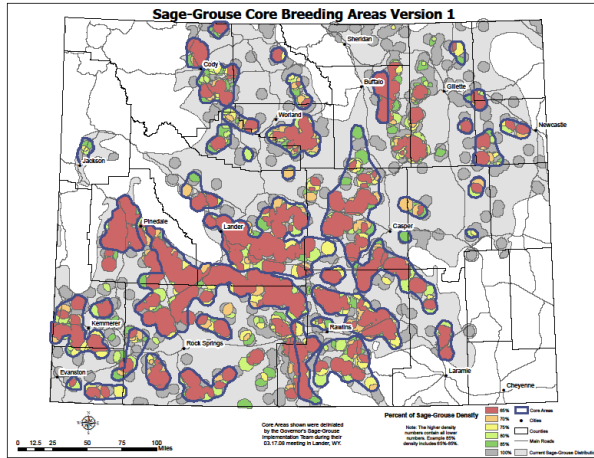 Sage-Grouse Core Breeding Areas Version 1
Sheridan
Cody
Buffalo
Gillette
Worland
Newcastle
Jackson
Pinedale
Lander
Casper
Kemmerer
Rawlins
Rock Springs
Evanston
Laramie
Cheyenne
0 12.5 25 50 75 100
Miles
Core Areas shown were delimiated
by the Governor's Sage-Grouse
Implementation Team during their
03.17.08 meeting in Lander, WY.
Percent of Sage-Grouse Density
Note: The higher density
numbers contain all lower
numbers. Example 85%
density includes 65%-85%.
70%
75%
80%
100%
Core Areas
Cities
Counties
Main Roads
Current Sage-Grouse Distribution